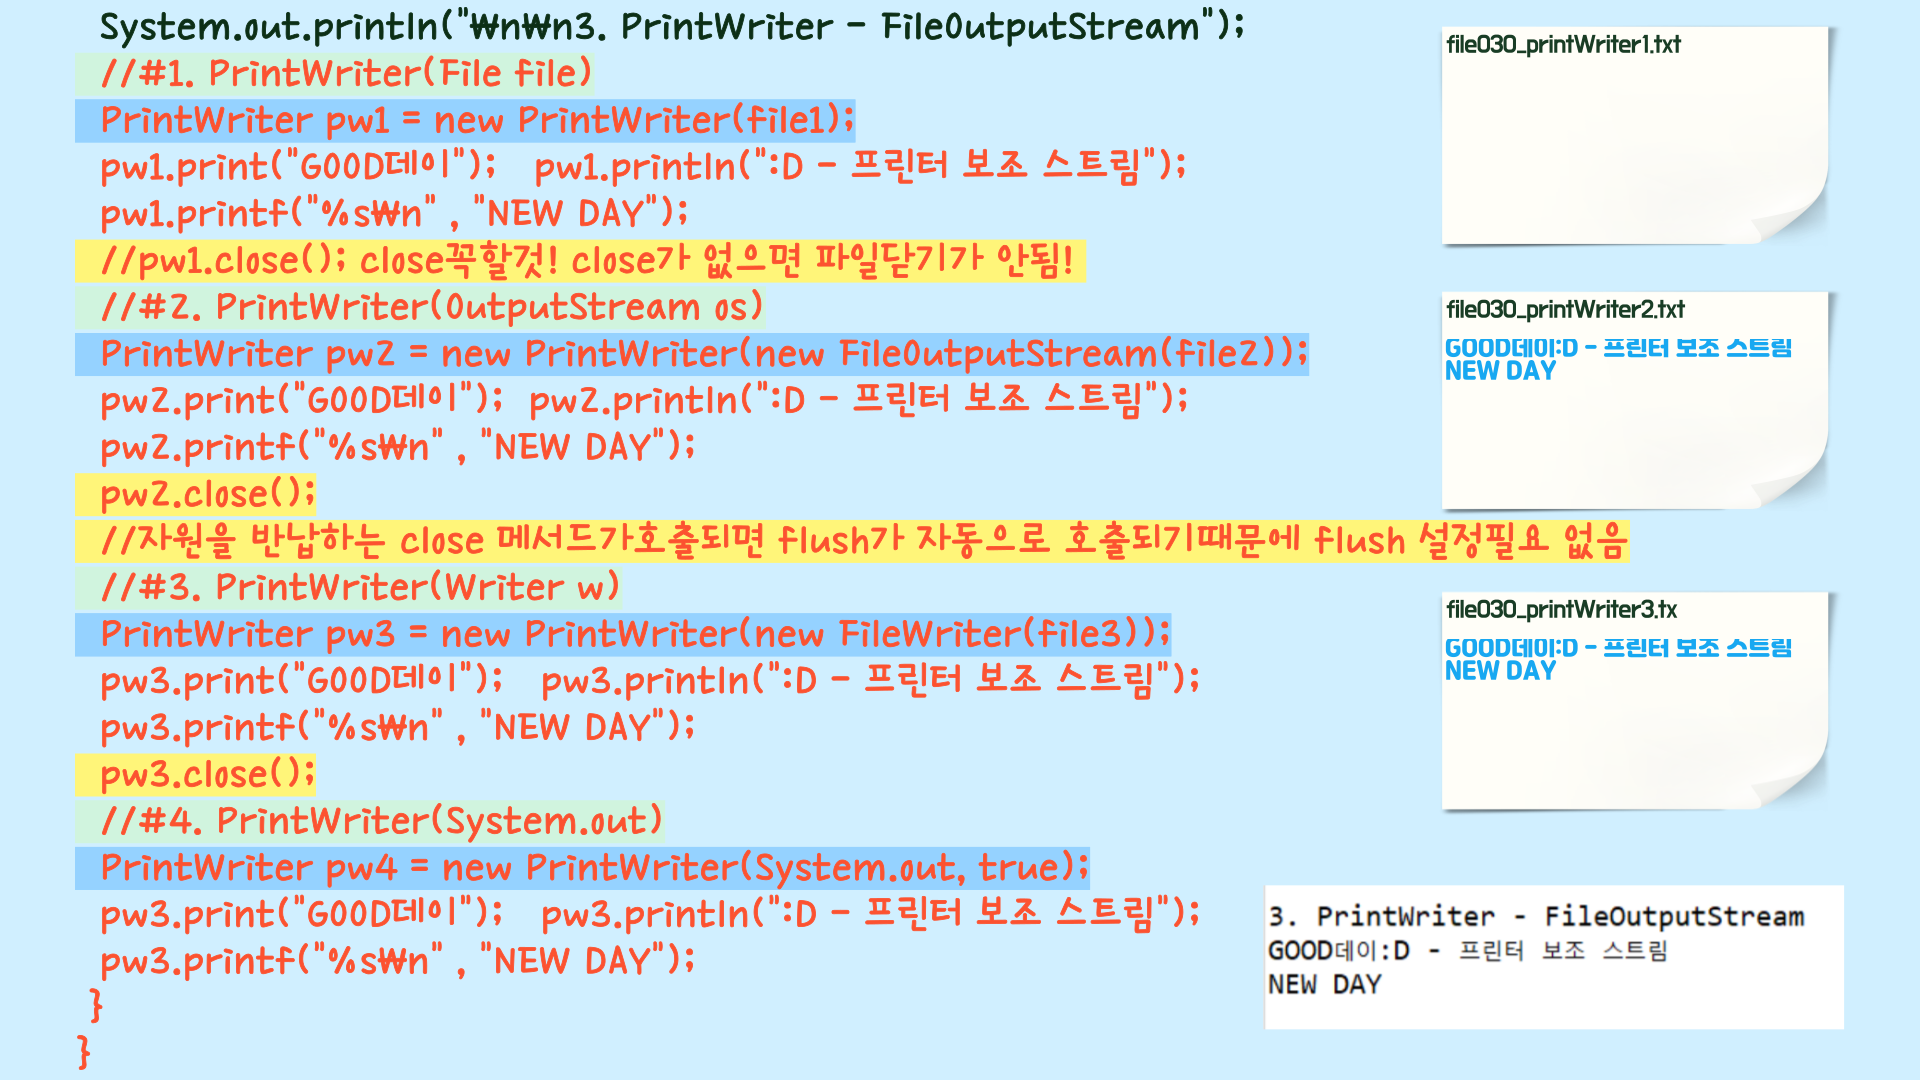 System.out.println("₩n₩n3. PrintWriter - FileOutputStream");
//#1. PrintWriter(File file)
PrintWriter pw1 = new PrintWriter(file1);
pw1.print("GOOD데이"); pw1.println(":D - 프린터 보조 스트림");
pw1.printf("%s₩n" , "NEW DAY");
//pw1.close(); close꼭할것! close가 없으면 파일닫기가 안됨!
//#2. PrintWriter(OutputStream os)
PrintWriter pw2 = new PrintWriter(new FileOutputStream(file2));
pw2.print("GOOD데이"); pw2.println(":D - 프린터 보조 스트림");
pw2.printf("%s₩n" , "NEW DAY");
pw2.close();
//자원을 반납하는 close 메서드가호출되면 flush가 자동으로 호출되기때문에 flush 설정필요 없음
//#3. PrintWriter(Writer w)
PrintWriter pw3 = new PrintWriter(new FileWriter(file3));
pw3.print("GOOD데이"); pw3.println(":D - 프린터 보조 스트림");
pw3.printf("%s₩n" , "NEW DAY");
pw3.close();
//#4. PrintWriter(System.out)
PrintWriter pw4 = new PrintWriter(System.out, true);
pw3.print("GOOD데이"); pw3.println(":D - 프린터 보조 스트림");
pw3.printf("%s₩n" , "NEW DAY");
}
}
file030_printWriter1.txt
file030_printWriter2.txt
GOOD데이:D - 프린터 보조 스트림
NEW DAY
file030_printWriter3.tx
GOOD데이:D - 프린터 보조 스트림
NEW DAY
3. PrintWriter - FileOutputStream
GOOD데이:D - 프린터 보조 스트림
NEW DAY